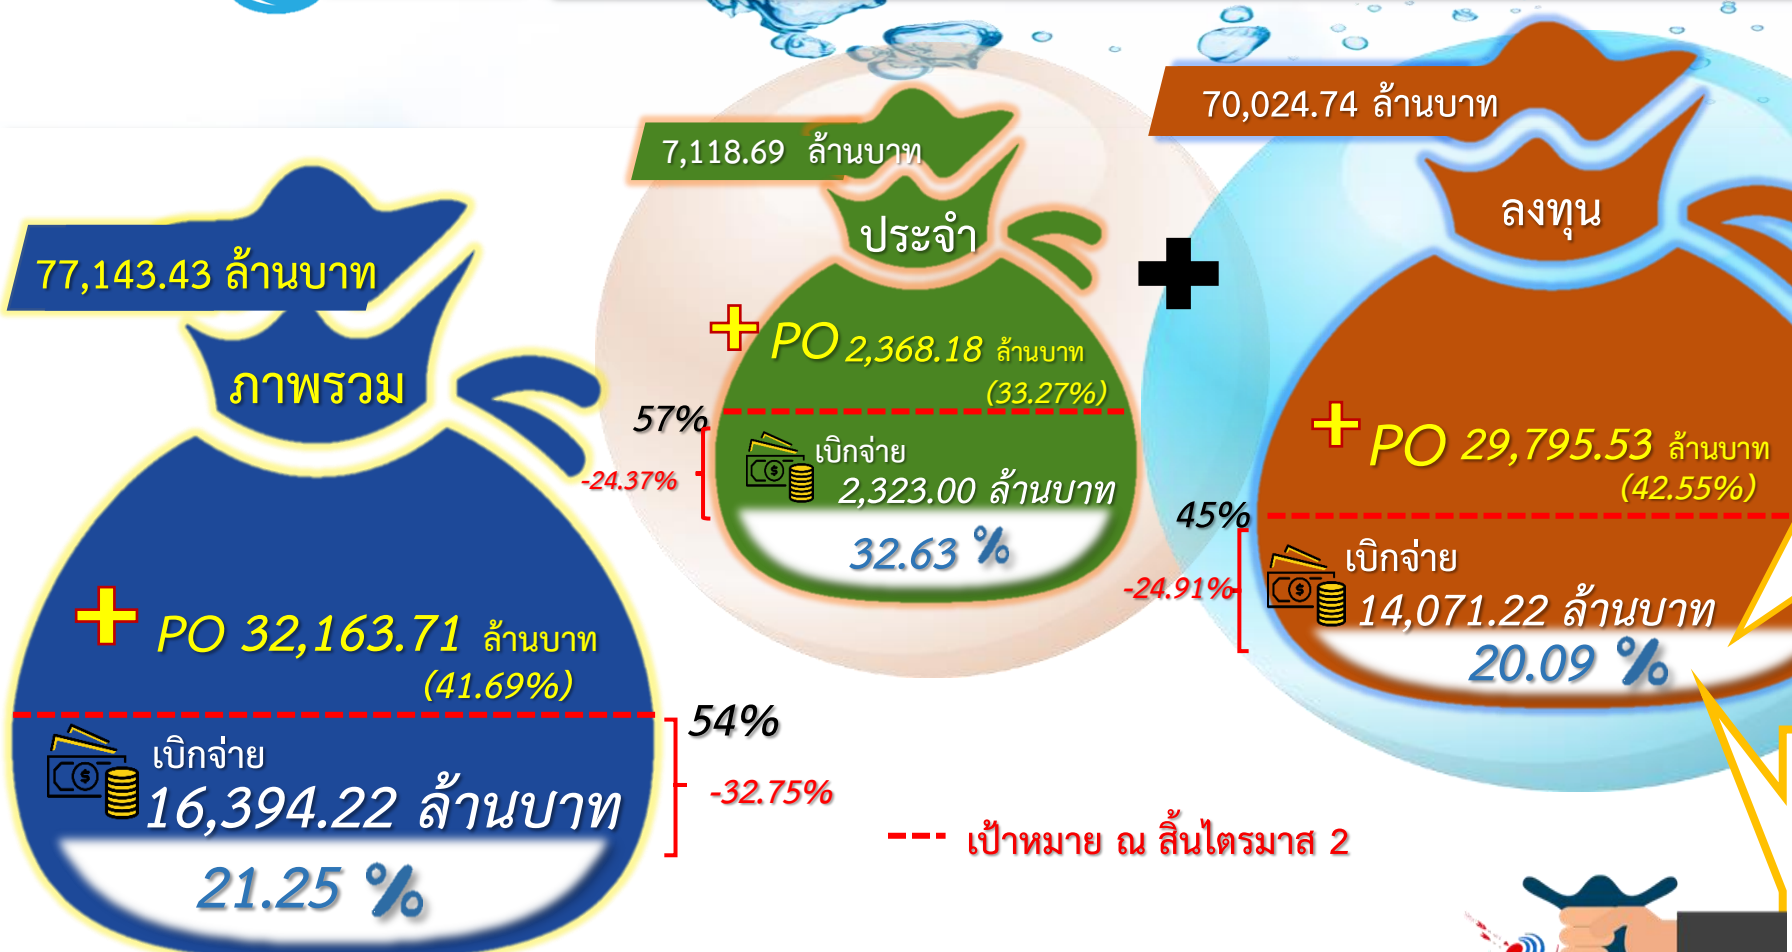 77,143.43 ล้านบาท
ภาพรวม
+ PO 32,163.71 ล้านบาท
(41.69%)
54%
-32.75%
เบิกจ่าย
16,394.22 ล้านบาท
21.25 %
7,118.69 ล้านบาท
ประจำ
+ PO 2,368.18 ล้านบาท
(33.27%)
57%
-24.37%
เบิกจ่าย
2,323.00 ล้านบาท
32.63 %
+
70,024.74 ล้านบาท
ลงทุน
+ PO 29,795.53 ล้านบาท
(42.55%)
45%
-24.91%
เบิกจ่าย
14,071.22 ล้านบาท
20.09 %
--- เป้าหมาย ณ สิ้นไตรมาส 2